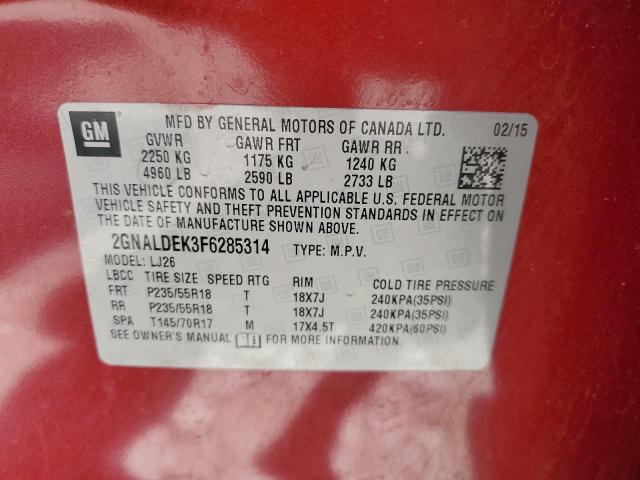 GM
MFD BY GENERAL MOTORS OF CANADA LTD. 02/15
GVWR GAWR FRT GAWR RR
2250 KG 1175 KG 1240 KG
4960 LB 2590 LB 2733 LB
THIS VEHICLE CONFORMS TO ALL APPLICABLE U.S. FEDERAL MOTOR
VEHICLE SAFETY AND THEFT PREVENTION STANDARDS IN EFFECT ON
THE DATE OF MANUFACTURE SHOWN ABOVE.
2GNALDEK3F6285314 TYPE: M.P.V.
MODEL: LJ26
LBCC TIRE SIZE SPEED RTG RIM COLD TIRE PRESSURE
FRT P235/55R18 T 18X7J 240KPA(35PSI)
RR P235/55R18 T 18X7J 240KPA(35PSI)
SPA T145/70R17 M 17X4.5T 420KPA(60PSI)
SEE OWNER'S MANUAL FOR MORE INFORMATION.